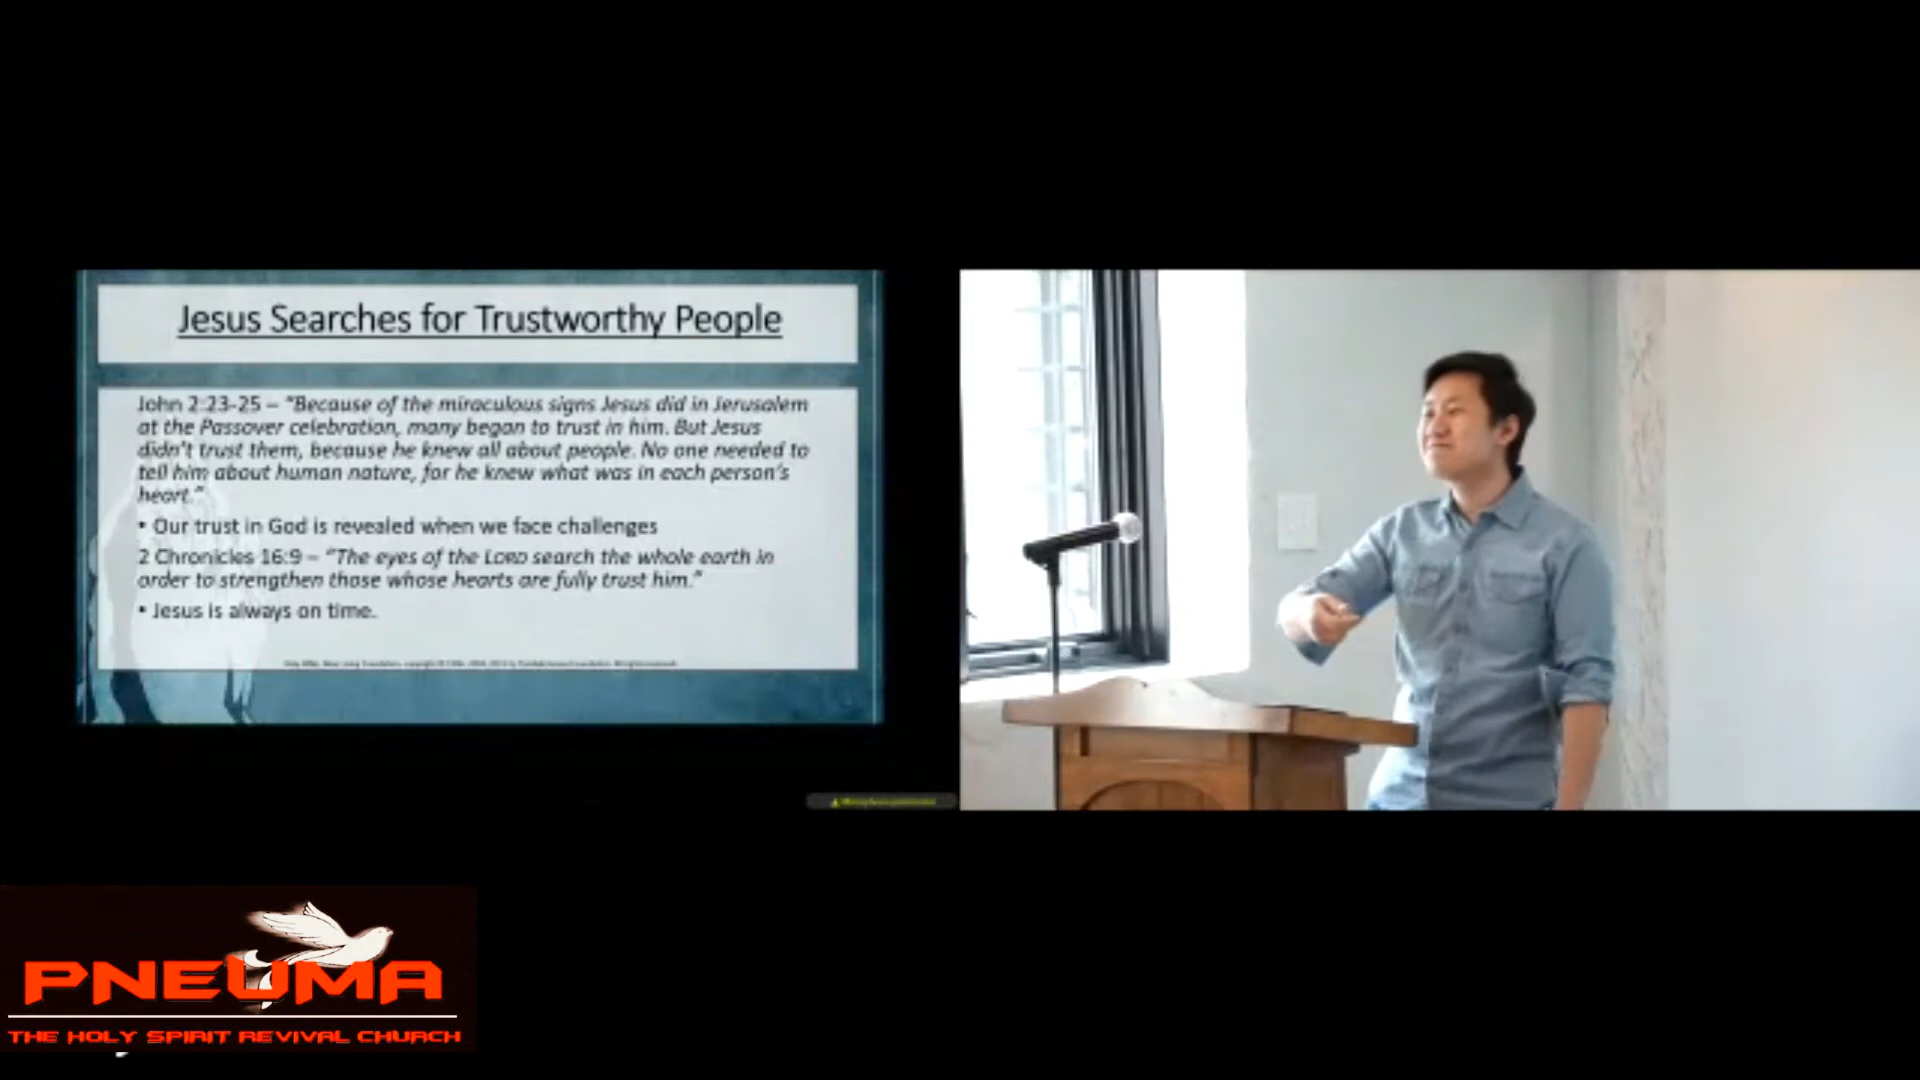 Jesus Searches for Trustworthy People
John 2:23-25 – “Because of the miraculous signs Jesus did in Jerusalem
at the Passover celebration, many began to trust in him. But Jesus
didn’t trust them, because he knew all about people. No one needed to
tell him about human nature, for he knew what was in each person’s
heart.”
• Our trust in God is revealed when we face challenges
2 Chronicles 16:9 – “The eyes of the LORD search the whole earth in
order to strengthen those whose hearts are fully trust him.”
• Jesus is always on time.
PNEUMA
THE HOLY SPIRIT REVIVAL CHURCH